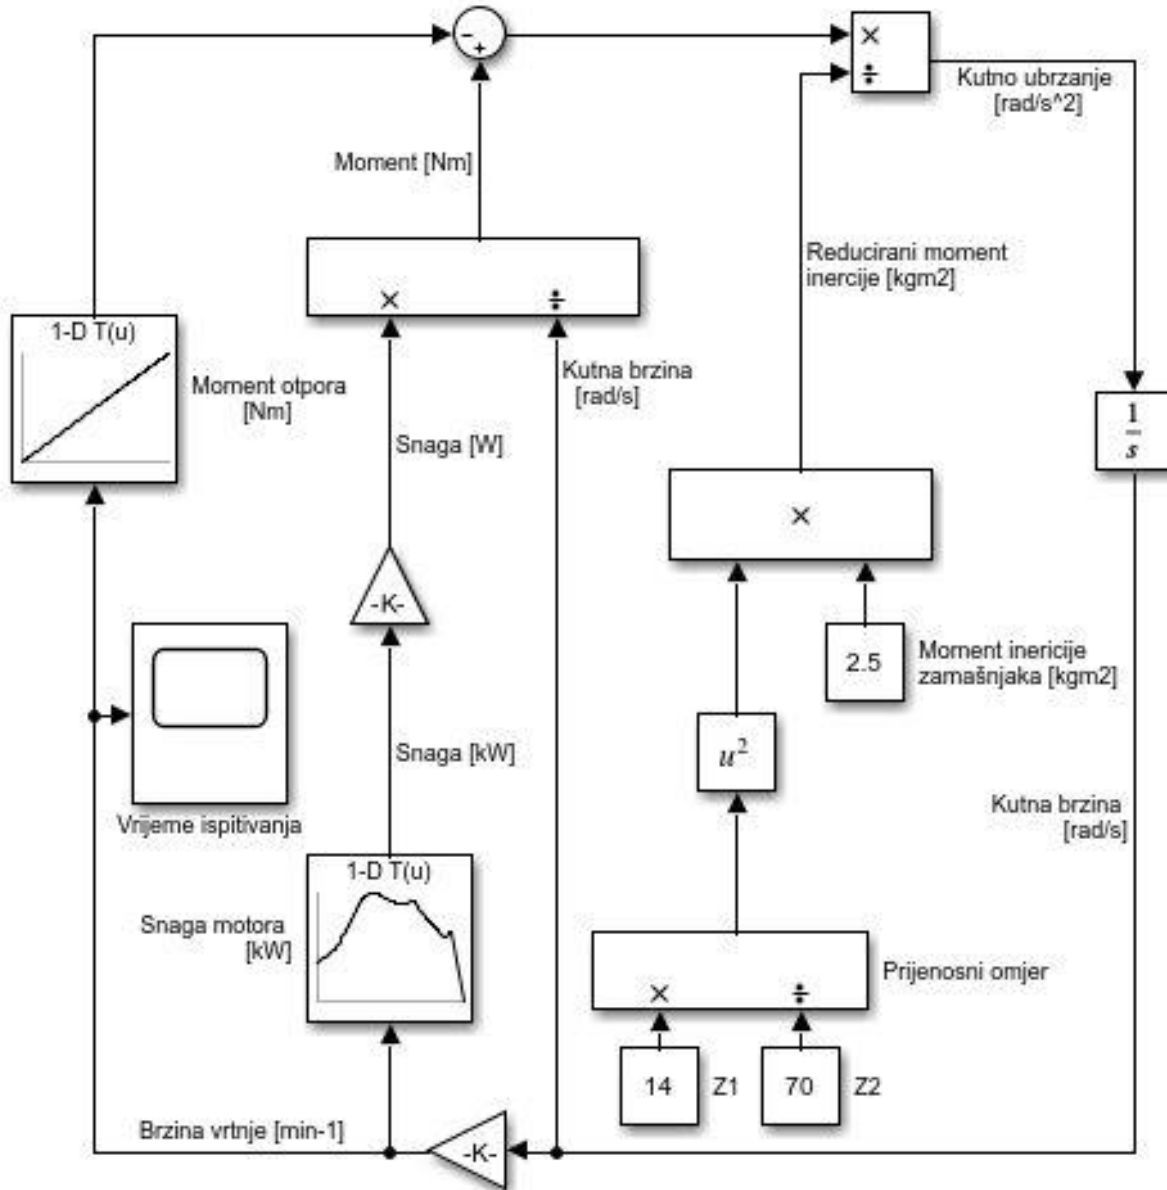 -
+
×
÷
Kutno ubrzanje
[rad/s^2]
Moment [Nm]
Reducirani moment
inercije [kgm2]
×
÷
1-D T(u)
Moment otpora
[Nm]
Kutna brzina
[rad/s]
1
s
Snaga [W]
×
-K-
2.5
Moment inericije
zamašnjaka [kgm2]
u²
Snaga [kW]
Vrijeme ispitivanja
Kutna brzina
[rad/s]
1-D T(u)
Snaga motora
[kW]
Prijenosni omjer
×
÷
14
Z1
70
Z2
Brzina vrtnje [min-1]
-K-